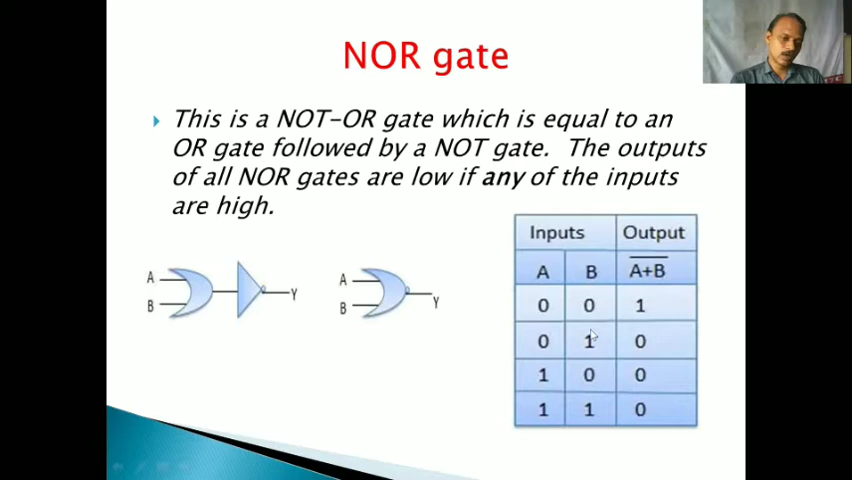 NOR gate
This is a NOT-OR gate which is equal to an
OR gate followed by a NOT gate. The outputs
of all NOR gates are low if any of the inputs
are high.
A
B
Y
A
B
Y
Inputs Output
A B A+B
0 0 1
0 1 0
1 0 0
1 1 0